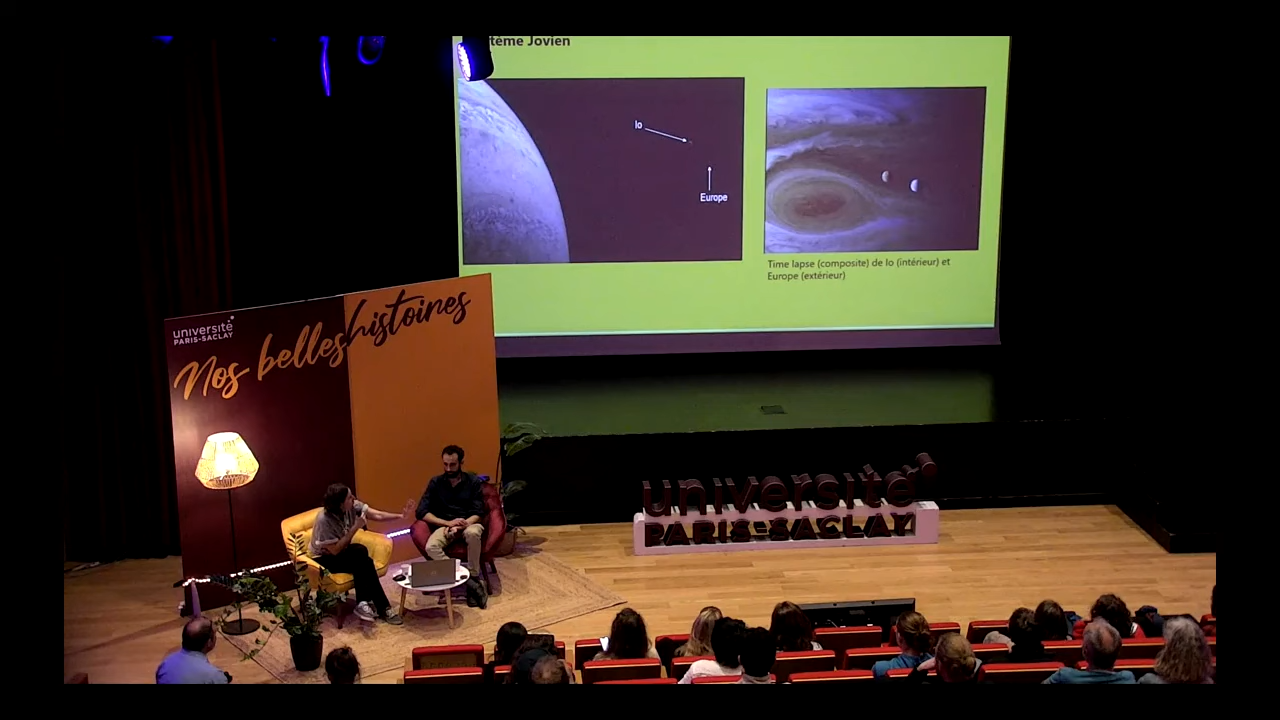 tème Jovien
Io
Europe
Time lapse (composite) de Io (intérieur) et
Europe (extérieur)
université
PARIS-SACLAY
Nos belles histoires
université
PARIS-SACLAY